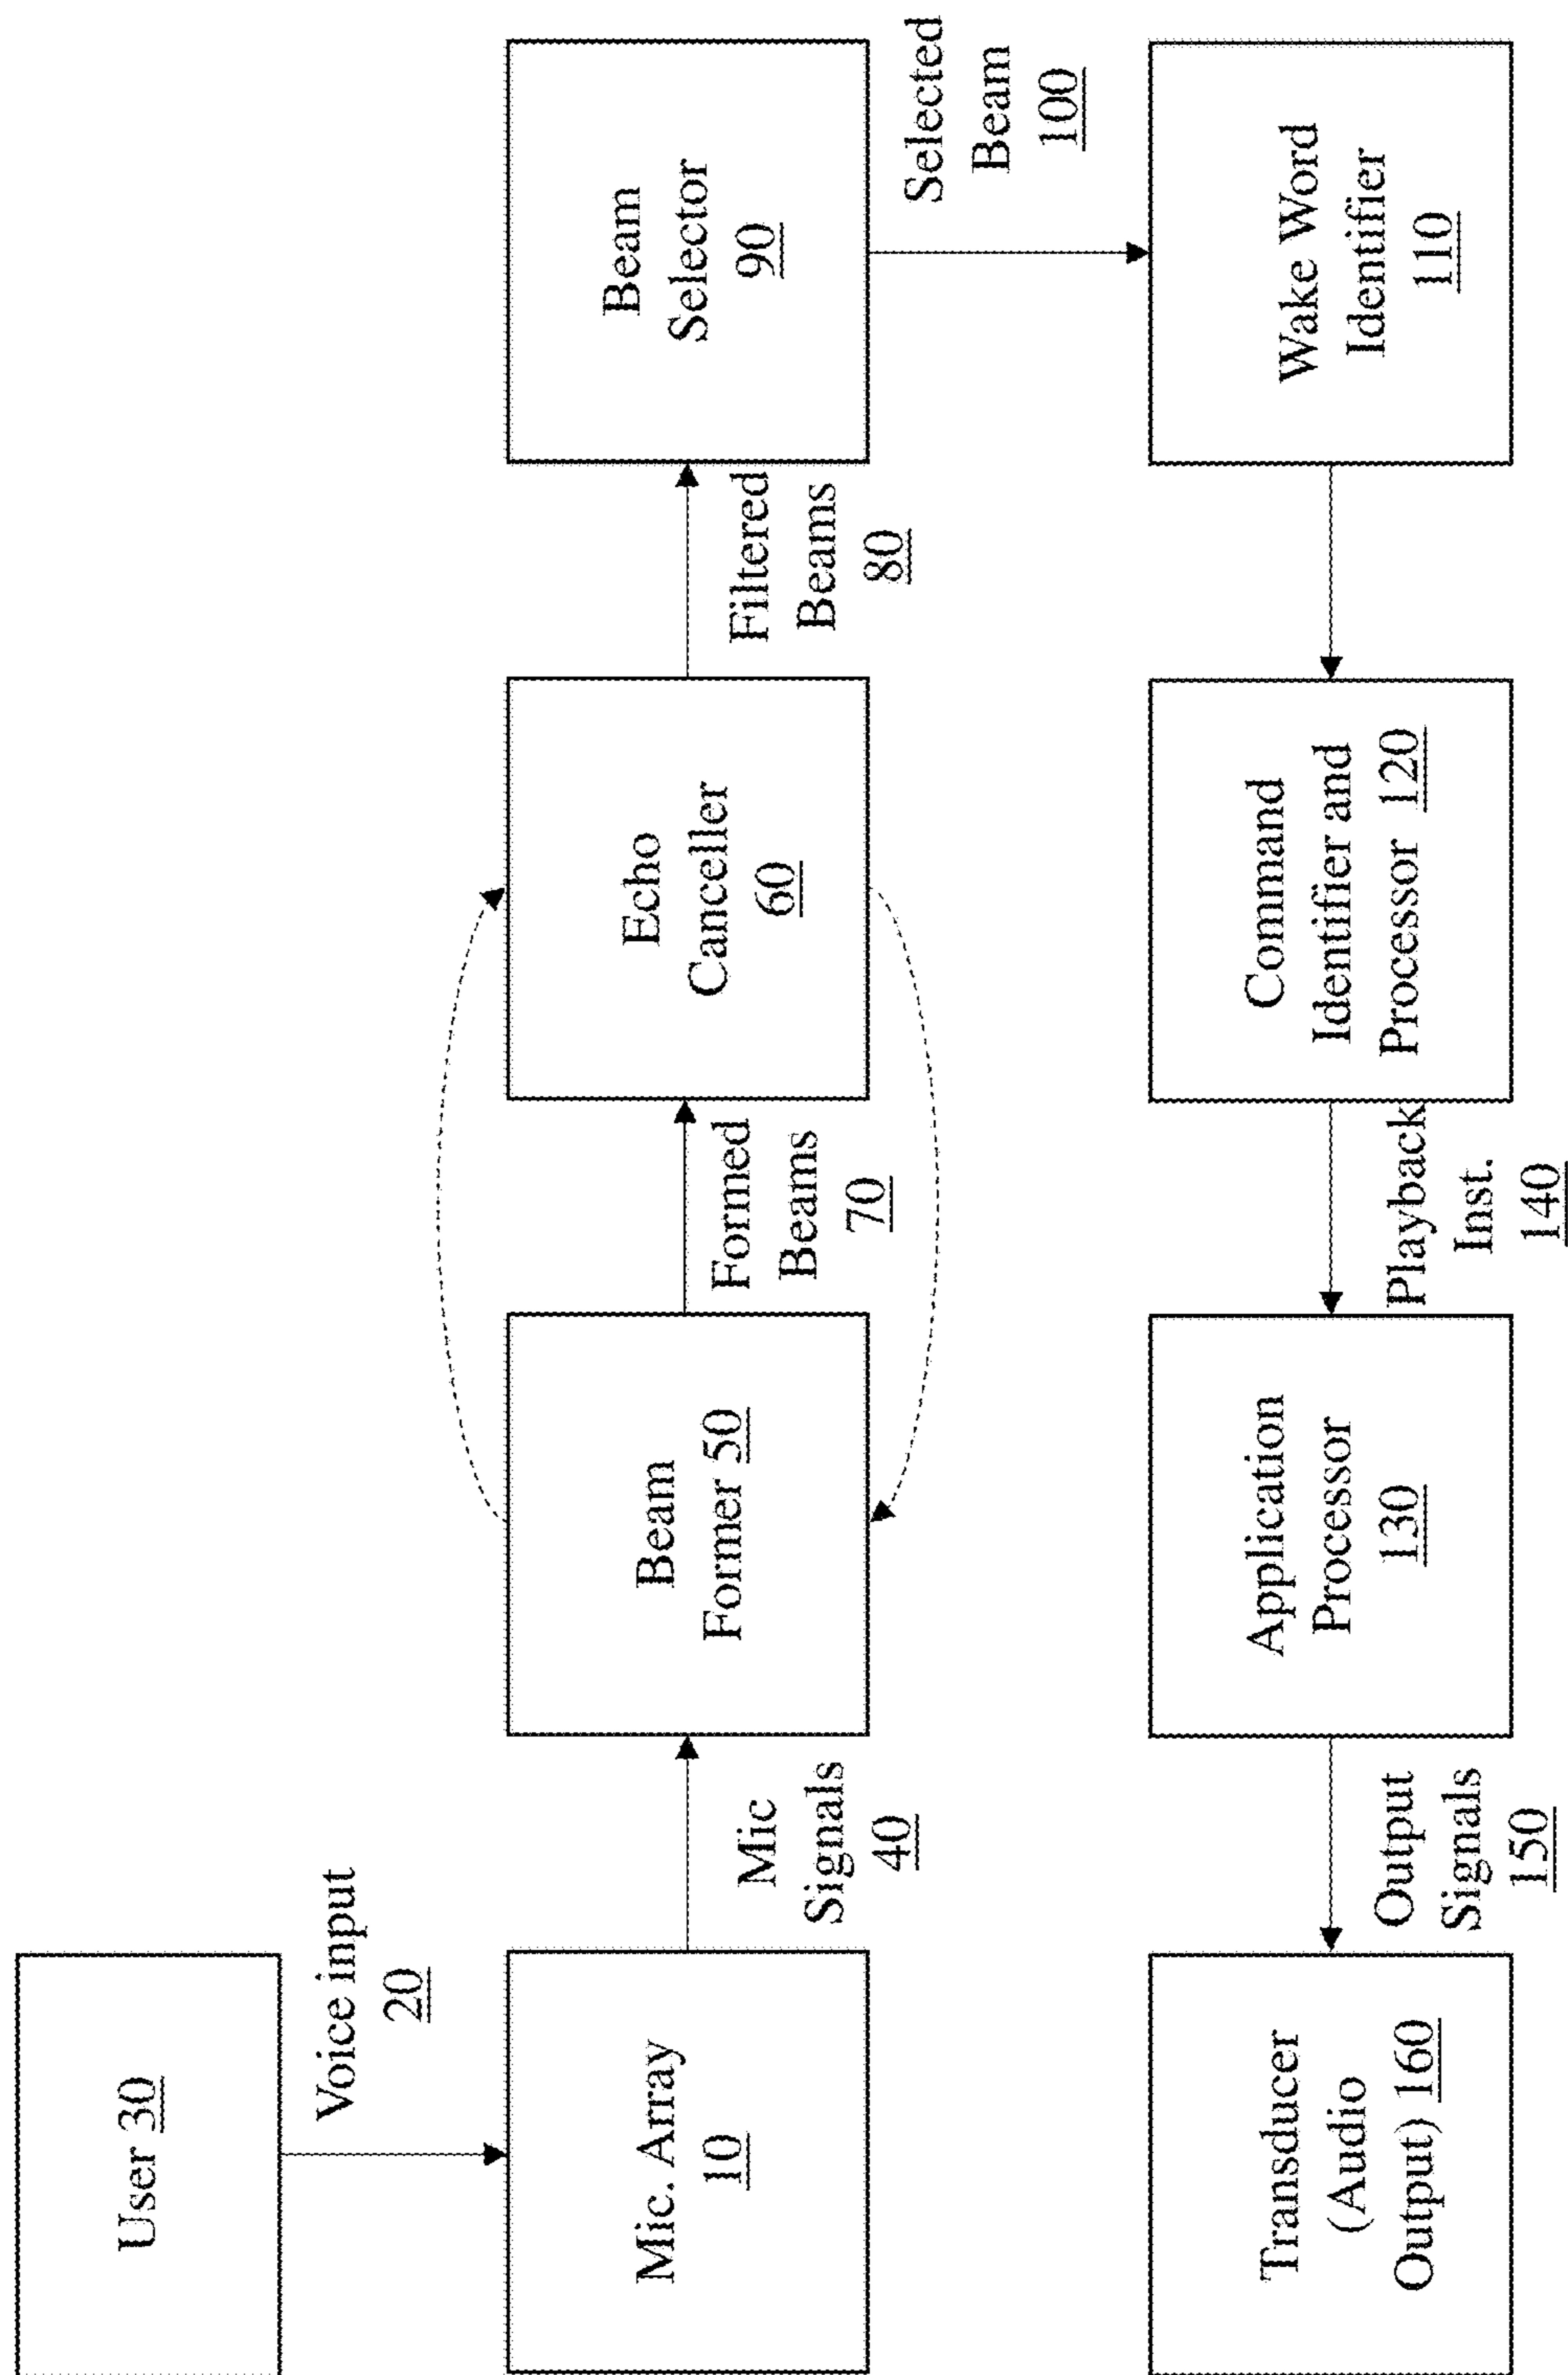 User 30
Voice input
20
Mic. Array
10
Mic
Signals
40
Beam
Former 50
Formed
Beams
70
Echo
Canceller
60
Filtered
Beams
80
Beam
Selector
90
Selected
Beam
100
Wake Word
Identifier
110
Command
Identifier and
Processor 120
Playback
Inst.
140
Application
Processor
130
Output
Signals
150
Transducer
(Audio
Output) 160